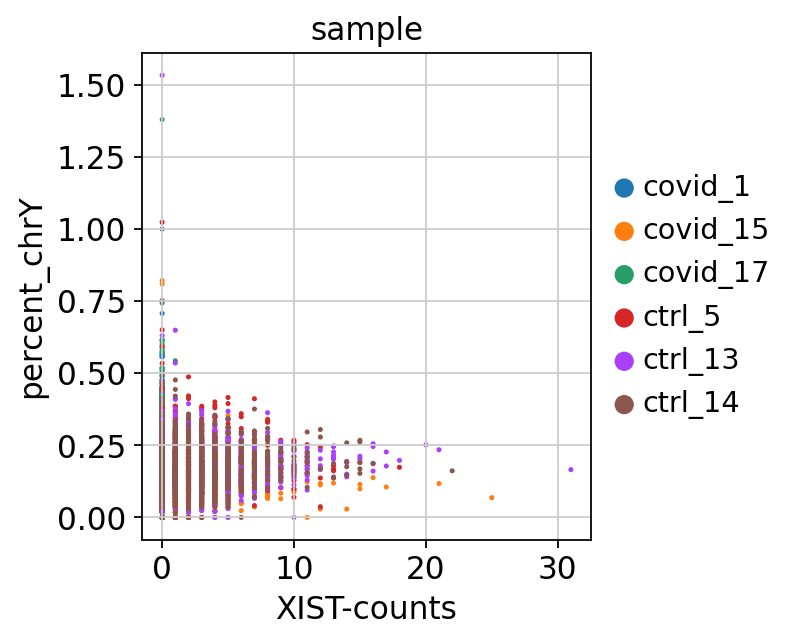 sample
percent_chrY
1.50
1.25
1.00
0.75
0.50
0.25
0.00
0
10
20
30
XIST-counts
covid_1
covid_15
covid_17
ctrl_5
ctrl_13
ctrl_14